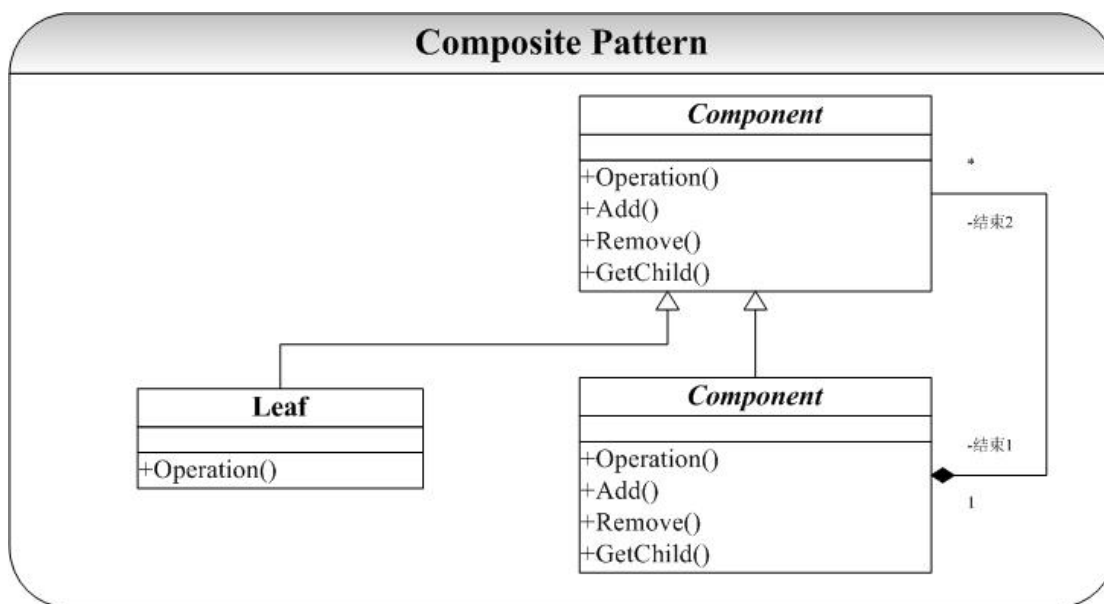 Composite Pattern
Component
+Operation()
+Add()
+Remove()
+GetChild()
*
-结束2
Leaf
+Operation()
Component
+Operation()
+Add()
+Remove()
+GetChild()
-结束1
1